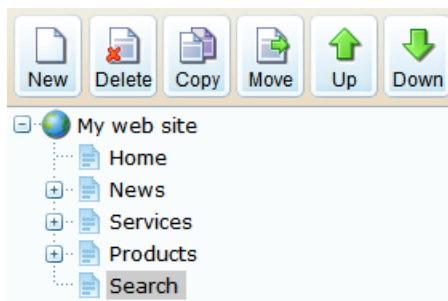 New Delete Copy Move Up Down
My web site
Home
News
Services
Products
Search